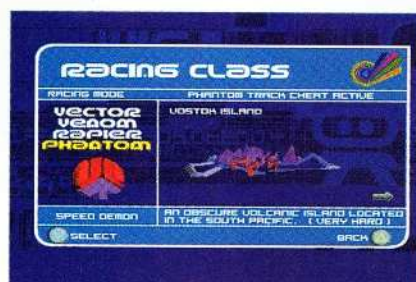 RACING CLASS
RACING MODE
PHANTOM TRACK CHEAT ACTIVE
VECTOR
VENOM
RAPIER
PHANTOM
VOSTOK ISLAND
SPEED DEMON
AN OBSCURE VOLCANIC ISLAND LOCATED
IN THE SOUTH PACIFIC. (VERY HARD)
SELECT
BACK